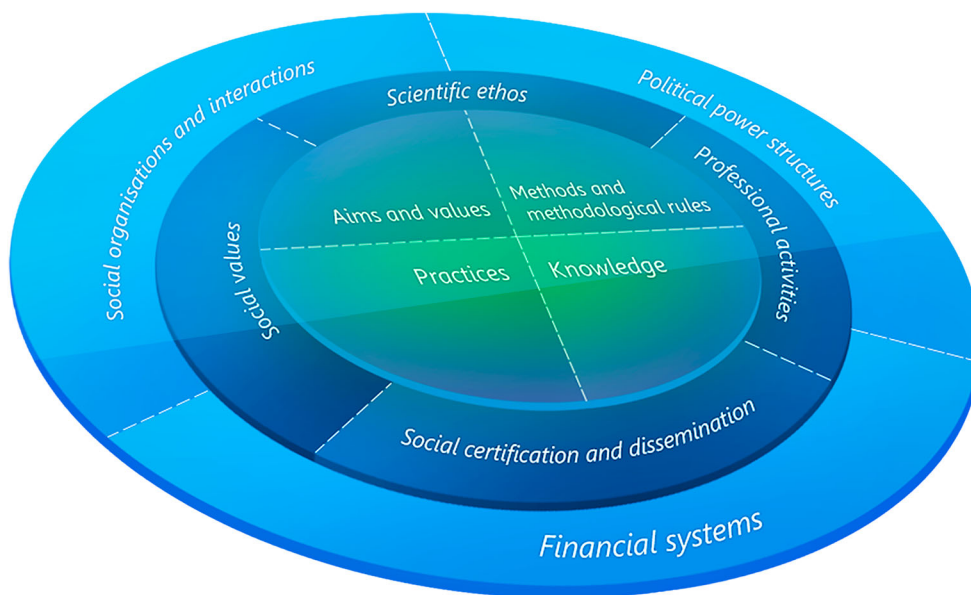 Social organisations and interactions
Political power structures
Scientific ethos
Professional activities
Social values
Aims and values
Methods and
methodological rules
Practices
Knowledge
Social certification and dissemination
Financial systems